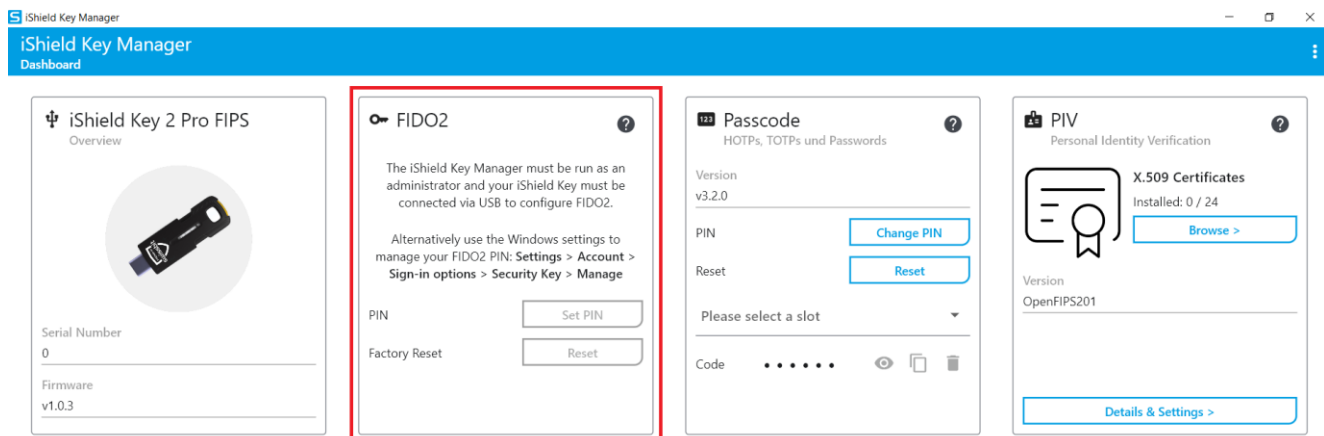 iShield Key Manager
iShield Key Manager
Dashboard
iShield Key 2 Pro FIPS
Overview
Serial Number
0
Firmware
v1.0.3
FIDO2
?
The iShield Key Manager must be run as an
administrator and your iShield Key must be
connected via USB to configure FIDO2.
Alternatively use the Windows settings to
manage your FIDO2 PIN: Settings > Account >
Sign-in options > Security Key > Manage
PIN Set PIN
Factory Reset Reset
123 Passcode
?
HOTPs, TOTPs und Passwords
Version
v3.2.0
PIN Change PIN
Reset Reset
Please select a slot
Code ••••••
PIV
?
Personal Identity Verification
X.509 Certificates
Installed: 0 / 24
Browse >
Version
OpenFIPS201
Details & Settings >